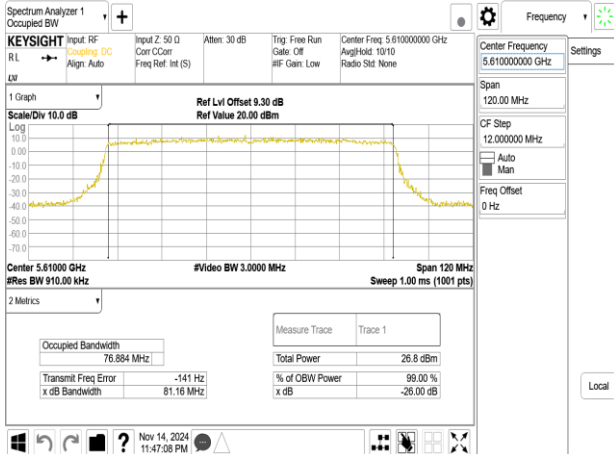 Spectrum Analyzer 1
Occupied BW
+
Frequency
KEYSIGHT
RL
LXI
Input: RF
Coupling: DC
Align: Auto
Input Z: 50 Ω
Corr CCorr
Freq Ref: Int (S)
Atten: 30 dB
Trig: Free Run
Gate: Off
#IF Gain: Low
Center Freq: 5.610000000 GHz
Avg|Hold: 10/10
Radio Std: None
Center Frequency
5.610000000 GHz
Settings
Span
120.00 MHz
CF Step
12.000000 MHz
Auto
Man
Freq Offset
0 Hz
Local
1 Graph
Scale/Div 10.0 dB
Ref Lvl Offset 9.30 dB
Ref Value 20.00 dBm
Log
10.0
0.00
-10.0
-20.0
-30.0
-40.0
-50.0
-60.0
-70.0
Center 5.61000 GHz
#Video BW 3.0000 MHz
Span 120 MHz
#Res BW 910.00 kHz
Sweep 1.00 ms (1001 pts)
2 Metrics
Measure Trace Trace 1
Occupied Bandwidth
76.884 MHz
Total Power 26.8 dBm
Transmit Freq Error -141 Hz
% of OBW Power 99.00 %
x dB Bandwidth 81.16 MHz
x dB -26.00 dB
?
Nov 14, 2024
11:47:08 PM